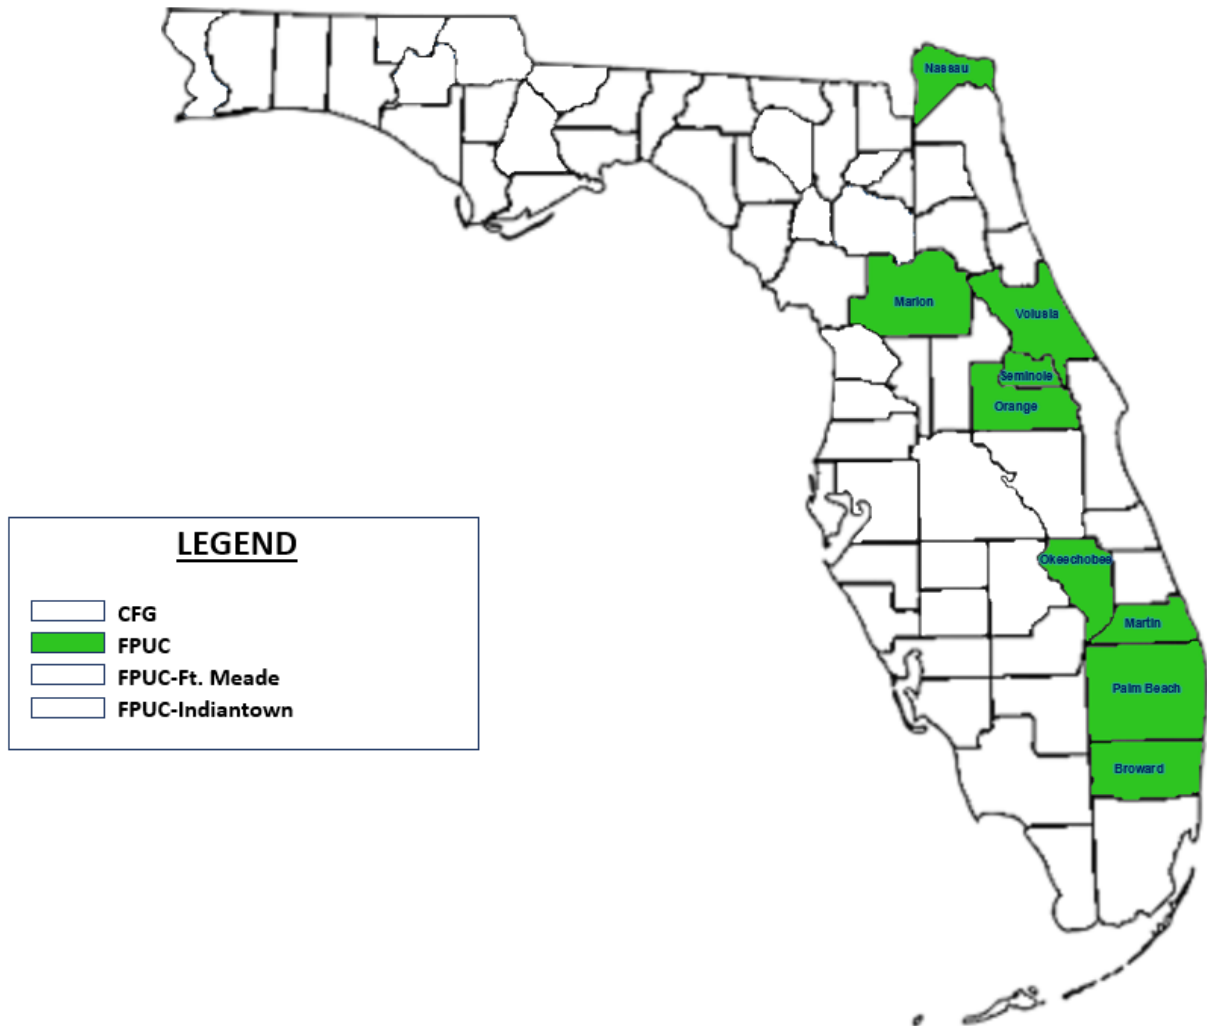 Nassau
Marion
Volusia
Seminole
Orange
Okeechobee
Martin
Palm Beach
Broward
LEGEND
CFG
FPUC
FPUC-Ft. Meade
FPUC-Indiantown